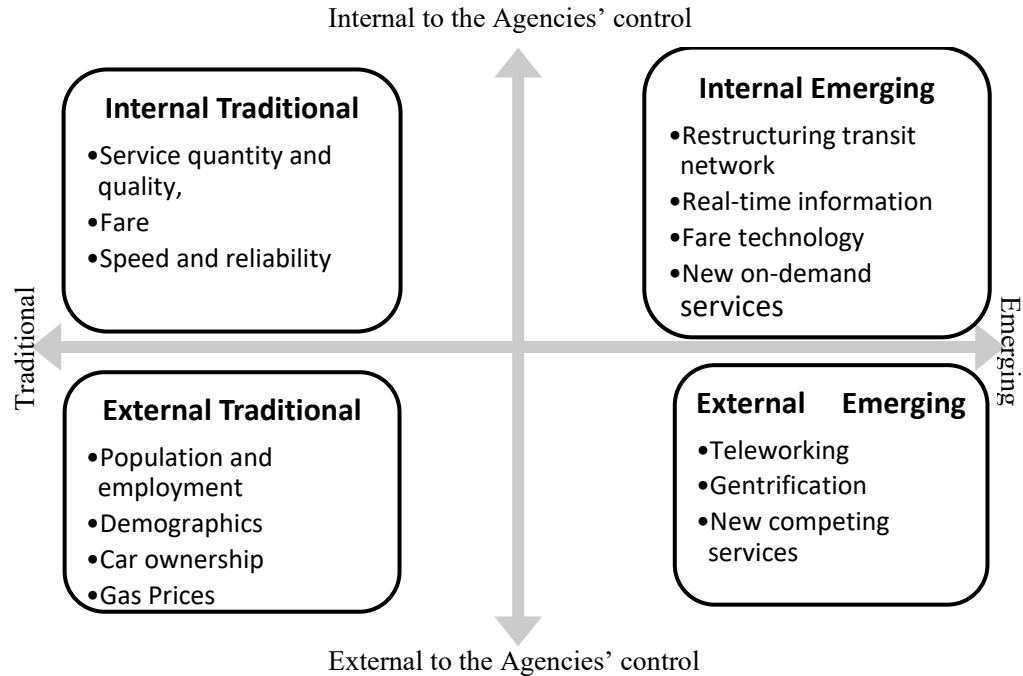 Internal to the Agencies’ control
Internal Traditional
•Service quantity and
quality,
•Fare
•Speed and reliability
Internal Emerging
•Restructuring transit
network
•Real-time information
•Fare technology
•New on-demand
services
Traditional
Emerging
External Traditional
•Population and
employment
•Demographics
•Car ownership
•Gas Prices
External Emerging
•Teleworking
•Gentrification
•New competing
services
External to the Agencies’ control